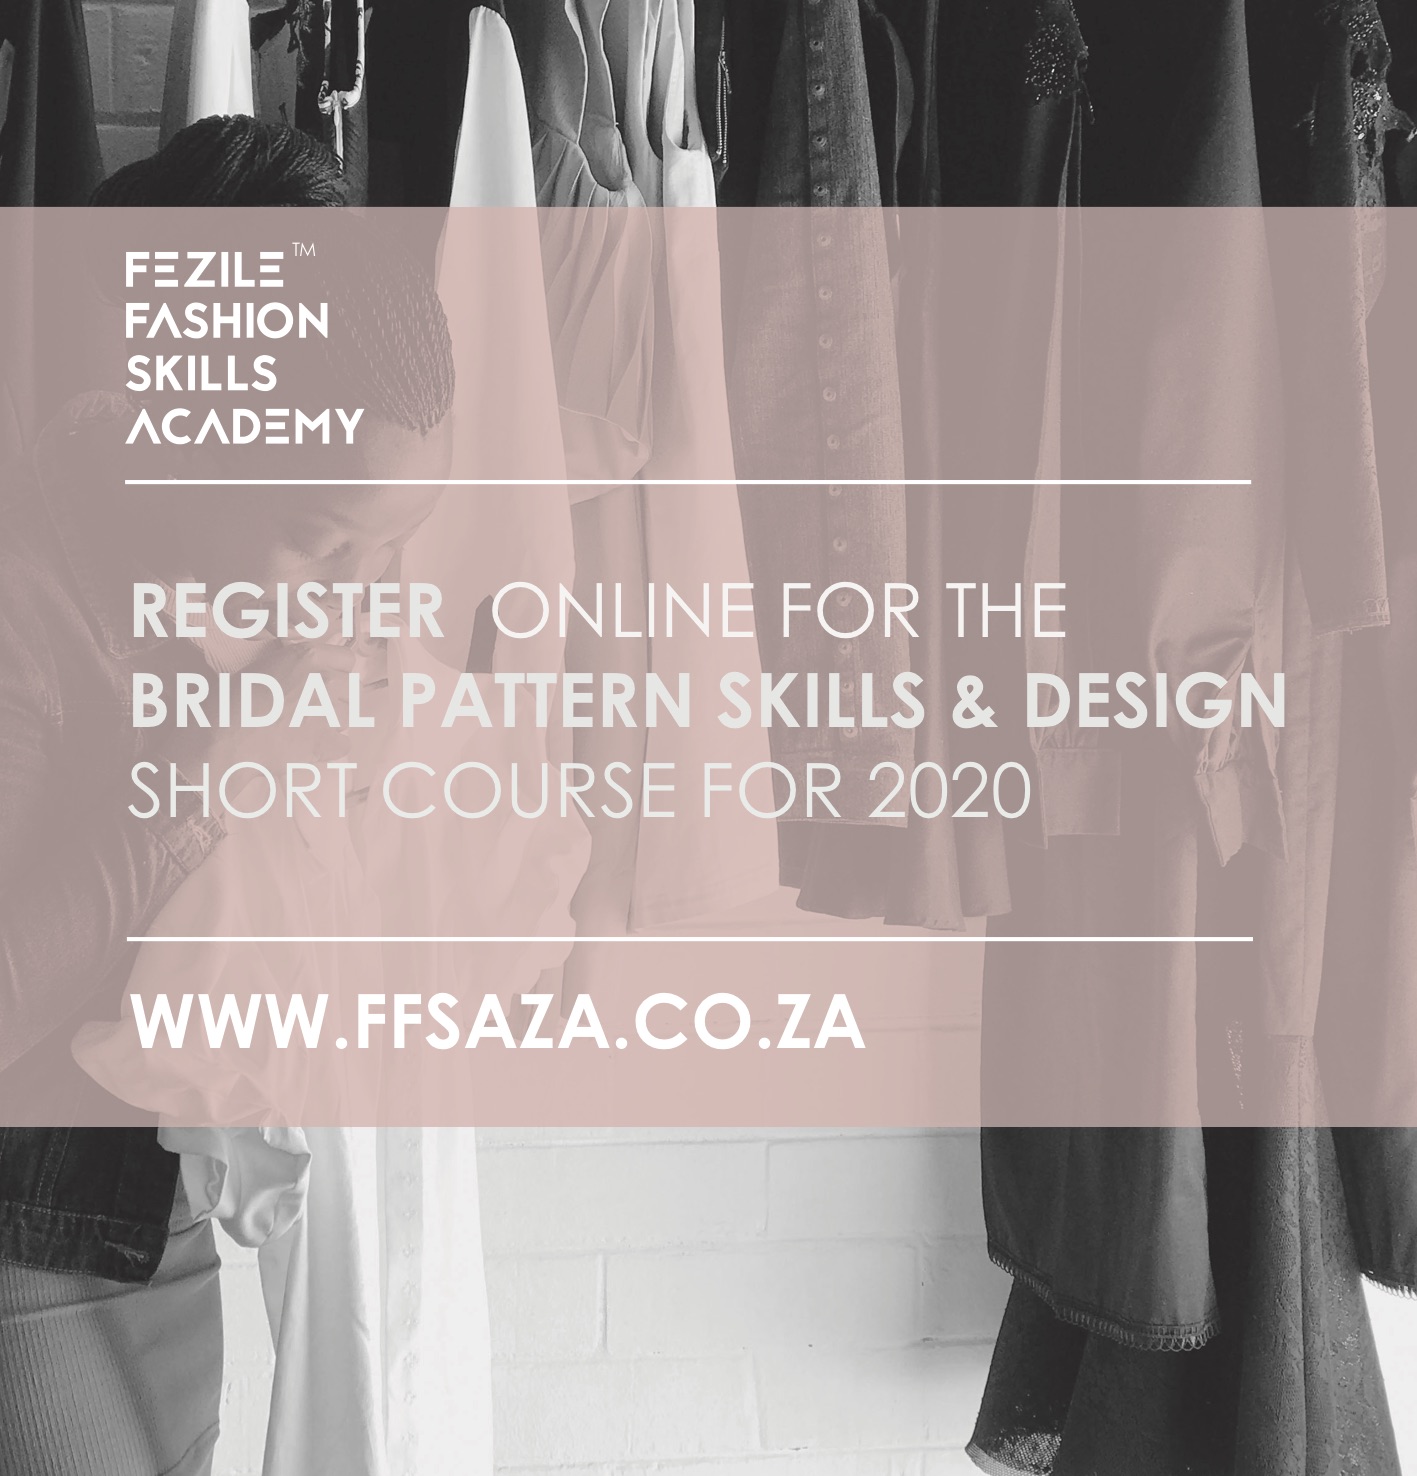 FEZILE™
FASHION
SKILLS
ACADEMY
REGISTER ONLINE FOR THE
BRIDAL PATTERN SKILLS & DESIGN
SHORT COURSE FOR 2020
WWW.FFSAZA.CO.ZA